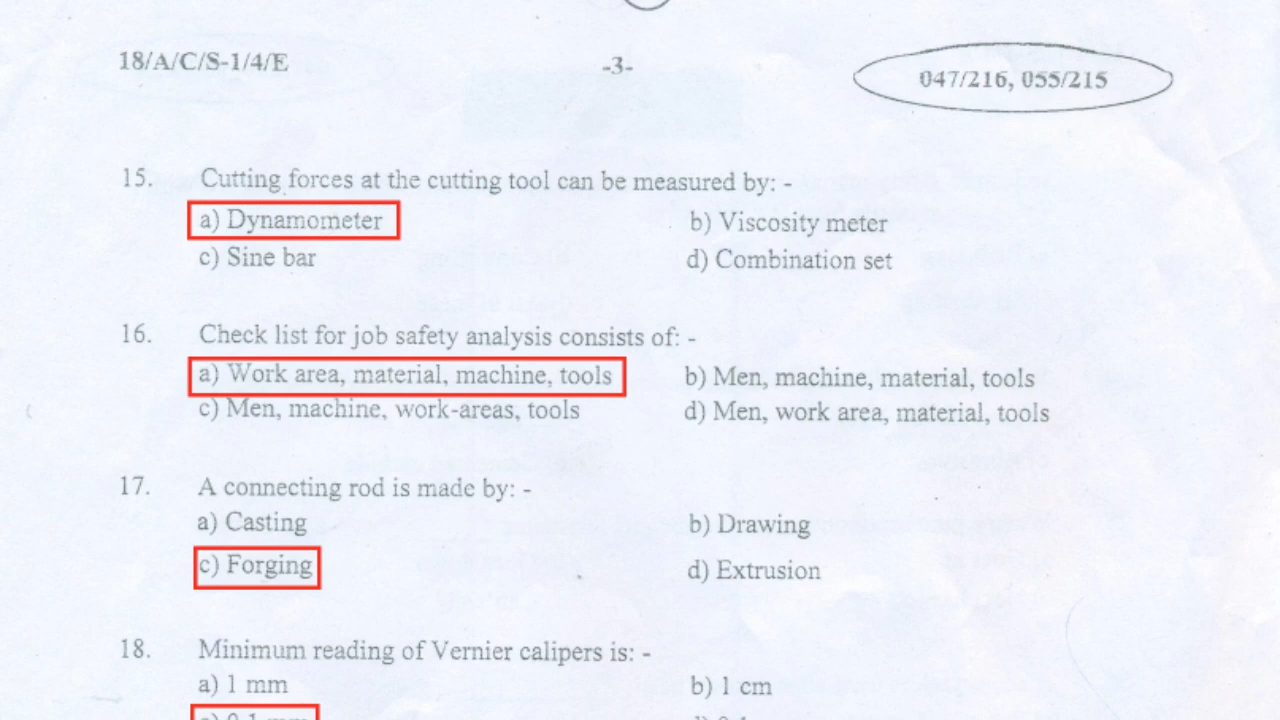 18/A/C/S-1/4/E -3- 047/216, 055/215
15. Cutting forces at the cutting tool can be measured by: -
a) Dynamometer b) Viscosity meter
c) Sine bar d) Combination set
16. Check list for job safety analysis consists of: -
a) Work area, material, machine, tools b) Men, machine, material, tools
c) Men, machine, work-areas, tools d) Men, work area, material, tools
17. A connecting rod is made by: -
a) Casting b) Drawing
c) Forging d) Extrusion
18. Minimum reading of Vernier calipers is: -
a) 1 mm b) 1 cm